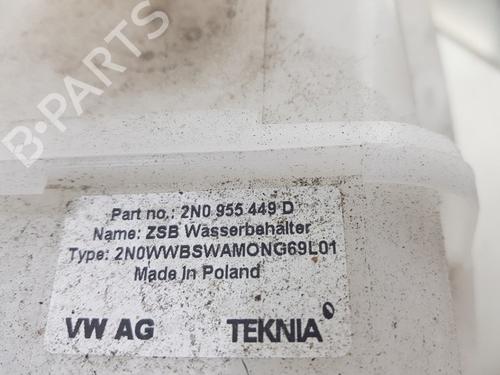 B-PARTS
Part no.: 2N0 955 449 D
Name: ZSB Wasserbehälter
Type: 2N0WWBSWAMONG69L01
Made in Poland
VW AG TEKNIA